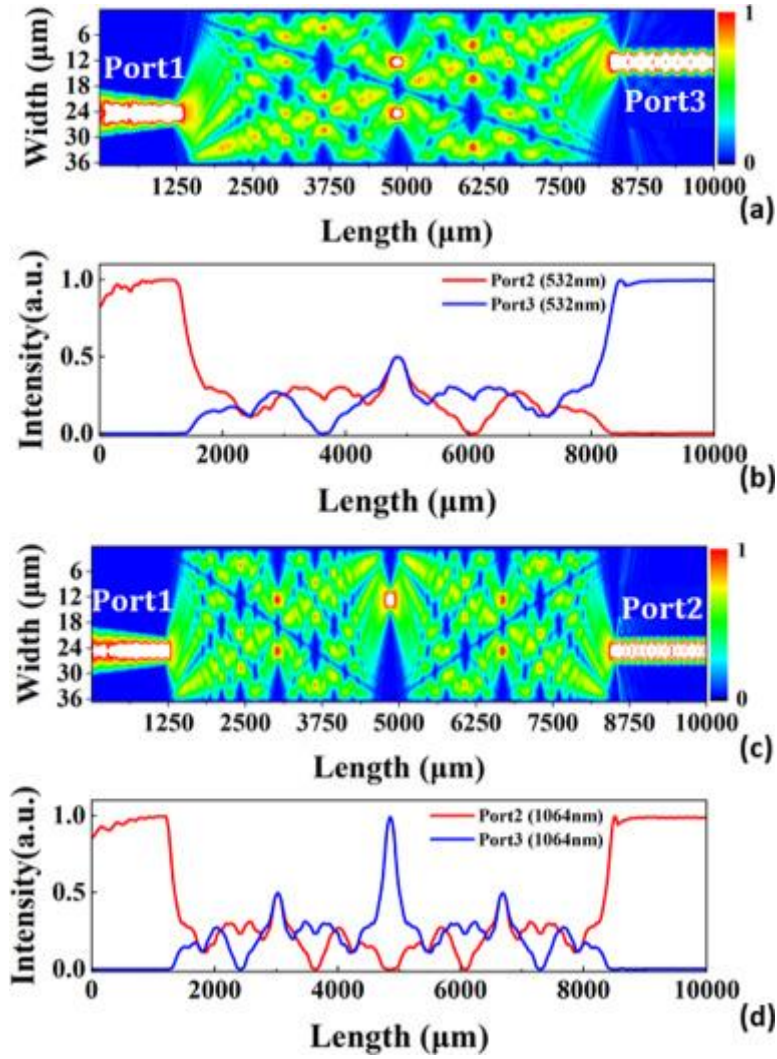 Width (μm)
6
12
18
24
30
36
Port1
Port3
1
0
1250 2500 3750 5000 6250 7500 8750 10000
(a)
Length (μm)
Intensity(a.u.)
1.0
0.5
0.0
Port2 (532nm)
Port3 (532nm)
0 2000 4000 6000 8000 10000
(b)
Length (μm)
Width (μm)
6
12
18
24
30
36
Port1
Port2
1
0
1250 2500 3750 5000 6250 7500 8750 10000
(c)
Length (μm)
Intensity(a.u.)
1.0
0.5
0.0
Port2 (1064nm)
Port3 (1064nm)
0 2000 4000 6000 8000 10000
(d)
Length (μm)